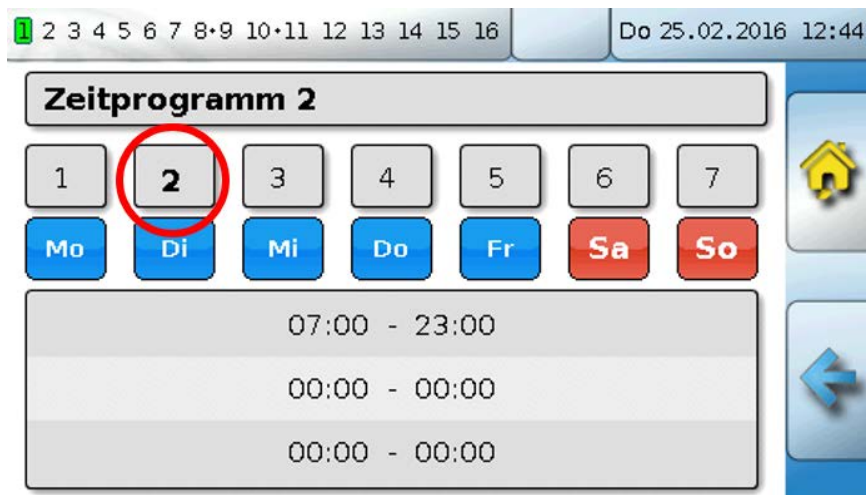 1 2 3 4 5 6 7 8·9 10·11 12 13 14 15 16 Do 25.02.2016 12:44
Zeitprogramm 2
1 2 3 4 5 6 7
Mo Di Mi Do Fr Sa So
07:00 - 23:00
00:00 - 00:00
00:00 - 00:00